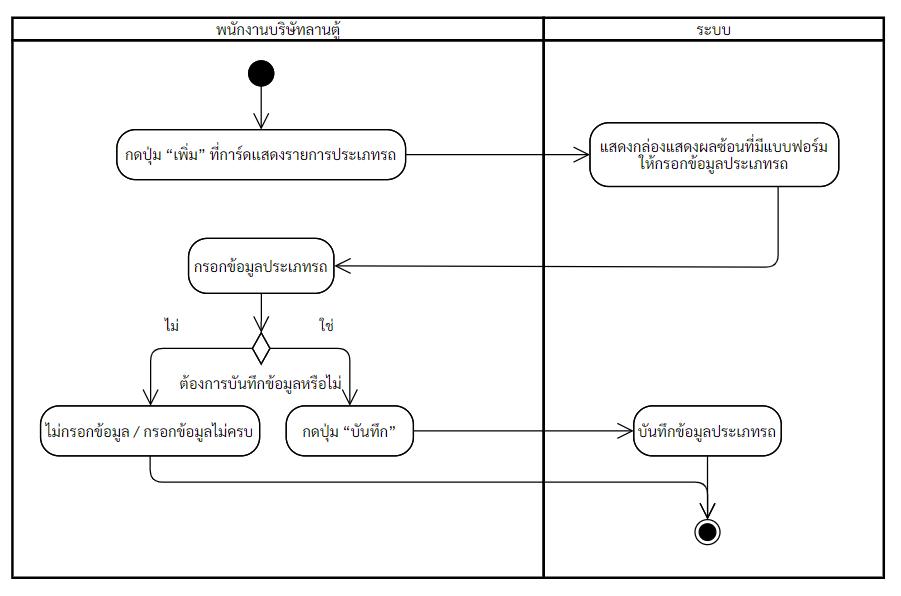 พนักงานบริษัทลานตู้
ระบบ
กดปุ่ม “เพิ่ม” ที่การ์ดแสดงรายการประเภทรถ
แสดงกล่องแสดงผลซ้อนที่มีแบบฟอร์ม
ให้กรอกข้อมูลประเภทรถ
กรอกข้อมูลประเภทรถ
ไม่
ใช่
ต้องการบันทึกข้อมูลหรือไม่
ไม่กรอกข้อมูล / กรอกข้อมูลไม่ครบ
กดปุ่ม “บันทึก”
บันทึกข้อมูลประเภทรถ